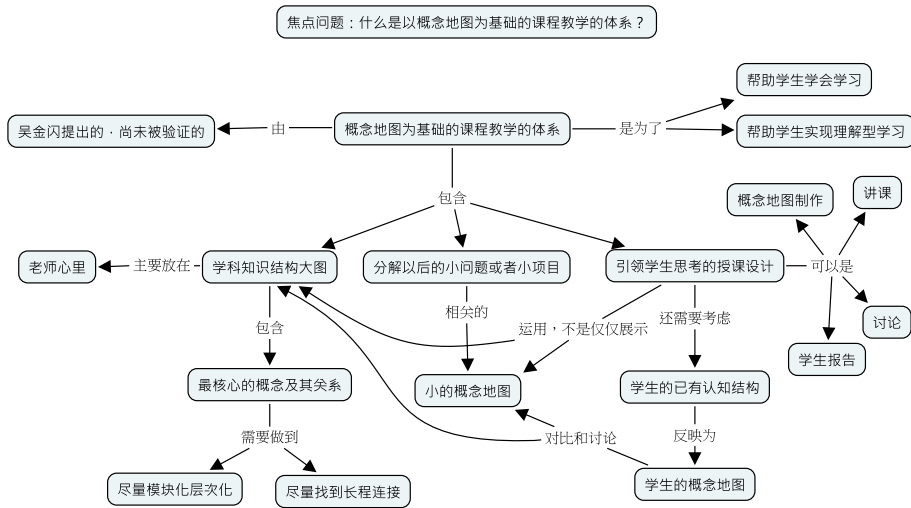 焦点问题：什么是以概念地图为基础的课程教学的体系？
帮助学生学会学习
吴金闪提出的，尚未被验证的
由
概念地图为基础的课程教学的体系
是为了
帮助学生实现理解型学习
包含
概念地图制作
讲课
老师心里
主要放在
学科知识结构大图
分解以后的小问题或者小项目
引领学生思考的授课设计
可以是
相关的
还需要考虑
讨论
包含
运用，不是仅仅展示
学生报告
最核心的概念及其关系
小的概念地图
学生的已有认知结构
需要做到
对比和讨论
反映为
尽量模块化层次化
尽量找到长程连接
学生的概念地图